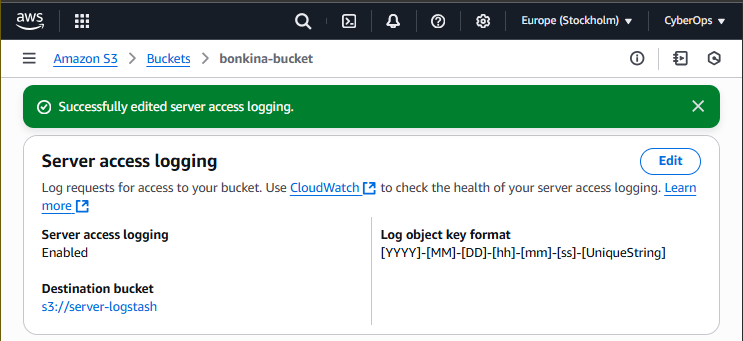 aws
Europe (Stockholm) ▼
CyberOps ▼
Amazon S3 > Buckets > bonkina-bucket
Successfully edited server access logging.
Server access logging
Edit
Log requests for access to your bucket. Use CloudWatch to check the health of your server access logging. Learn
more
Server access logging
Enabled
Destination bucket
s3://server-logstash
Log object key format
[YYYY]-[MM]-[DD]-[hh]-[mm]-[ss]-[UniqueString]